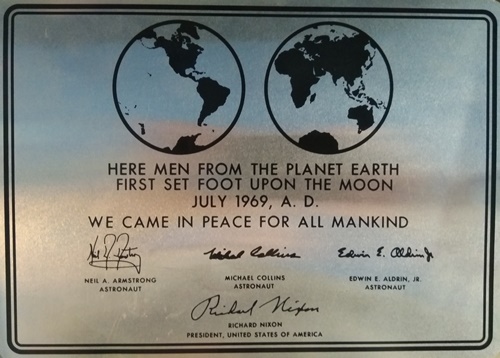 HERE MEN FROM THE PLANET EARTH
FIRST SET FOOT UPON THE MOON
JULY 1969, A. D.
WE CAME IN PEACE FOR ALL MANKIND
Neil A. Armstrong Michael Collins Edwin E. Aldrin Jr
NEIL A. ARMSTRONG MICHAEL COLLINS EDWIN E. ALDRIN, JR.
ASTRONAUT ASTRONAUT ASTRONAUT
Richard Nixon
RICHARD NIXON
PRESIDENT, UNITED STATES OF AMERICA